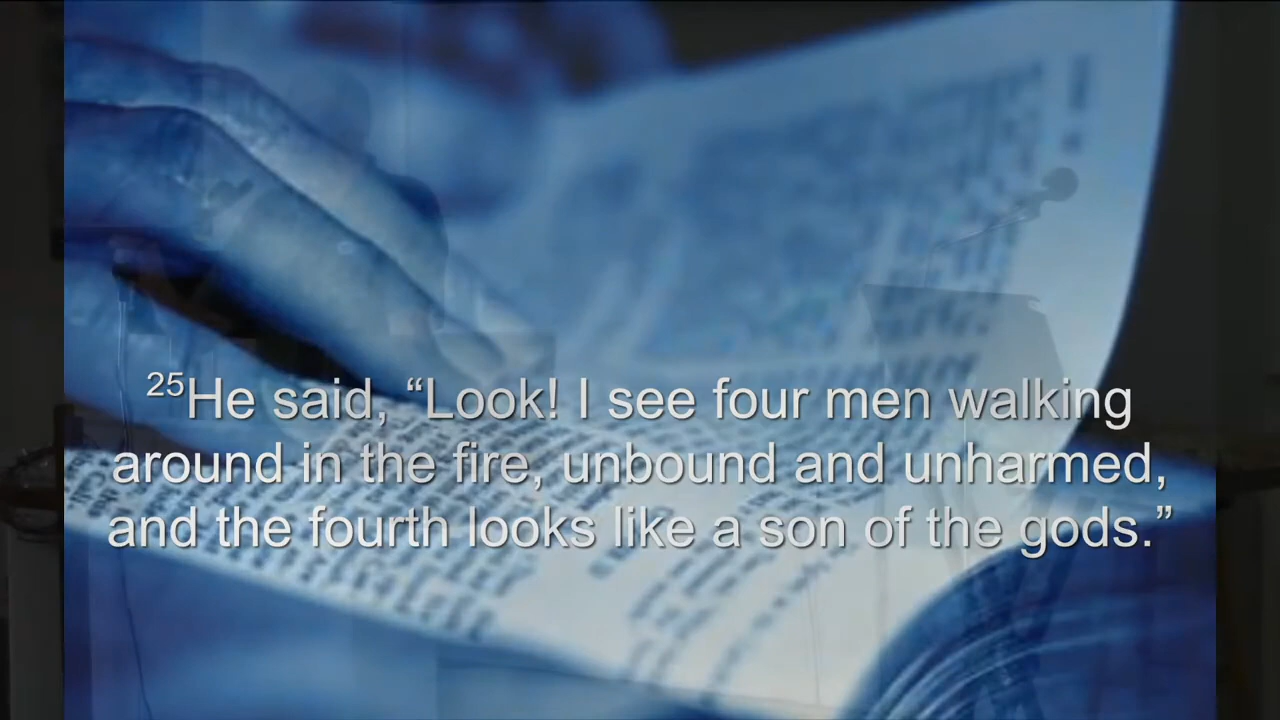 ²⁵He said, “Look! I see four men walking
around in the fire, unbound and unharmed,
and the fourth looks like a son of the gods.”